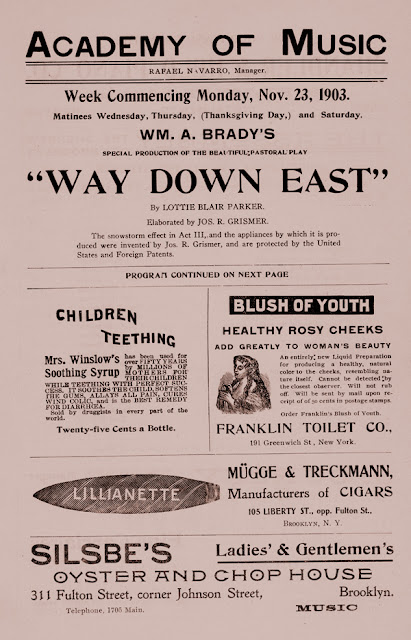 ACADEMY OF MUSIC
RAFAEL NAVARRO, Manager.
Week Commencing Monday, Nov. 23, 1903.
Matinees Wednesday, Thursday, (Thanksgiving Day,) and Saturday.
WM. A. BRADY'S
SPECIAL PRODUCTION OF THE BEAUTIFUL PASTORAL PLAY
"WAY DOWN EAST"
By LOTTIE BLAIR PARKER.
Elaborated by JOS. R. GRISMER.
The snowstorm effect in Act III, and the appliances by which it is pro-
duced were invented by Jos. R. Grismer, and are protected by the United
States and Foreign Patents.
PROGRAM CONTINUED ON NEXT PAGE
CHILDREN
TEETHING
Mrs. Winslow's
Soothing Syrup
has been used for
over FIFTY YEARS
by MILLIONS OF
MOTHERS FOR
THEIR CHILDREN
WHILE TEETHING WITH PERFECT SUC-
CESS. IT SOOTHES THE CHILD, SOFTENS
THE GUMS, ALLAYS ALL PAIN, CURES
WIND COLIC, and is the BEST REMEDY
FOR DIARRHEA.
Sold by druggists in every part of the
world.
Twenty-five Cents a Bottle.
BLUSH OF YOUTH
HEALTHY ROSY CHEEKS
ADD GREATLY TO WOMAN'S BEAUTY
An entirely new Liquid Preparation
for producing a healthy, natural
color to the cheeks, resembling na-
ture itself. Cannot be detected by
the closest observer. Will not rub
off. Will be sent by mail upon re-
ceipt of 25 cents in postage stamps.
Order Franklin's Blush of Youth.
FRANKLIN TOILET CO.,
191 Greenwich St., New York.
LILLIANETTE
MÜGGE & TRECKMANN,
Manufacturers of CIGARS
105 LIBERTY ST., opp. Fulton St.,
BROOKLYN, N. Y.
SILSBE'S
Ladies' & Gentlemen's
OYSTER AND CHOP HOUSE
311 Fulton Street, corner Johnson Street, Brooklyn.
Telephone, 1706 Main.
MUSIC